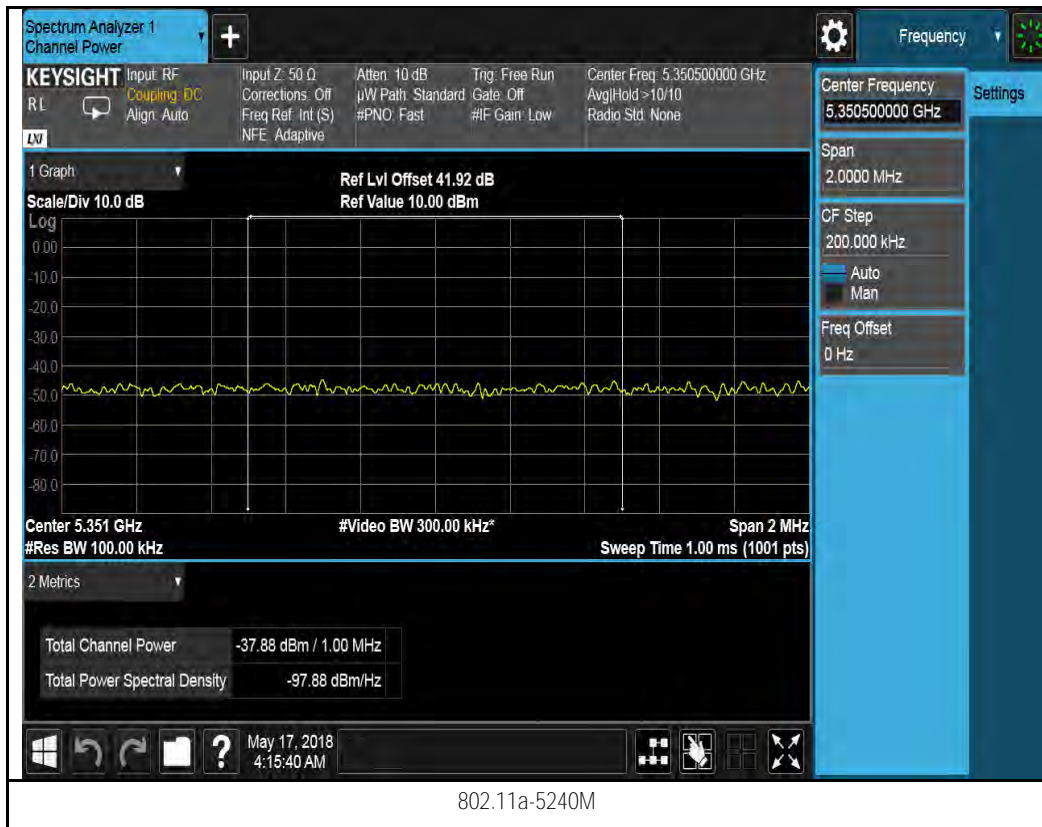 Spectrum Analyzer 1
Channel Power
+
Frequency
KEYSIGHT
RL
LXI
Input: RF
Coupling: DC
Align: Auto
Input Z: 50 Ω
Corrections: Off
Freq Ref: Int (S)
NFE: Adaptive
Atten: 10 dB
µW Path: Standard
#PNO: Fast
Trig: Free Run
Gate: Off
#IF Gain: Low
Center Freq: 5.350500000 GHz
Avg|Hold >10/10
Radio Std: None
Center Frequency
5.350500000 GHz
Settings
Span
2.0000 MHz
CF Step
200.000 kHz
Auto
Man
Freq Offset
0 Hz
1 Graph
Scale/Div 10.0 dB
Ref Lvl Offset 41.92 dB
Ref Value 10.00 dBm
Log
0.00
-10.0
-20.0
-30.0
-40.0
-50.0
-60.0
-70.0
-80.0
Center 5.351 GHz
#Res BW 100.00 kHz
#Video BW 300.00 kHz*
Span 2 MHz
Sweep Time 1.00 ms (1001 pts)
2 Metrics
Total Channel Power -37.88 dBm / 1.00 MHz
Total Power Spectral Density -97.88 dBm/Hz
?
May 17, 2018
4:15:40 AM
802.11a-5240M